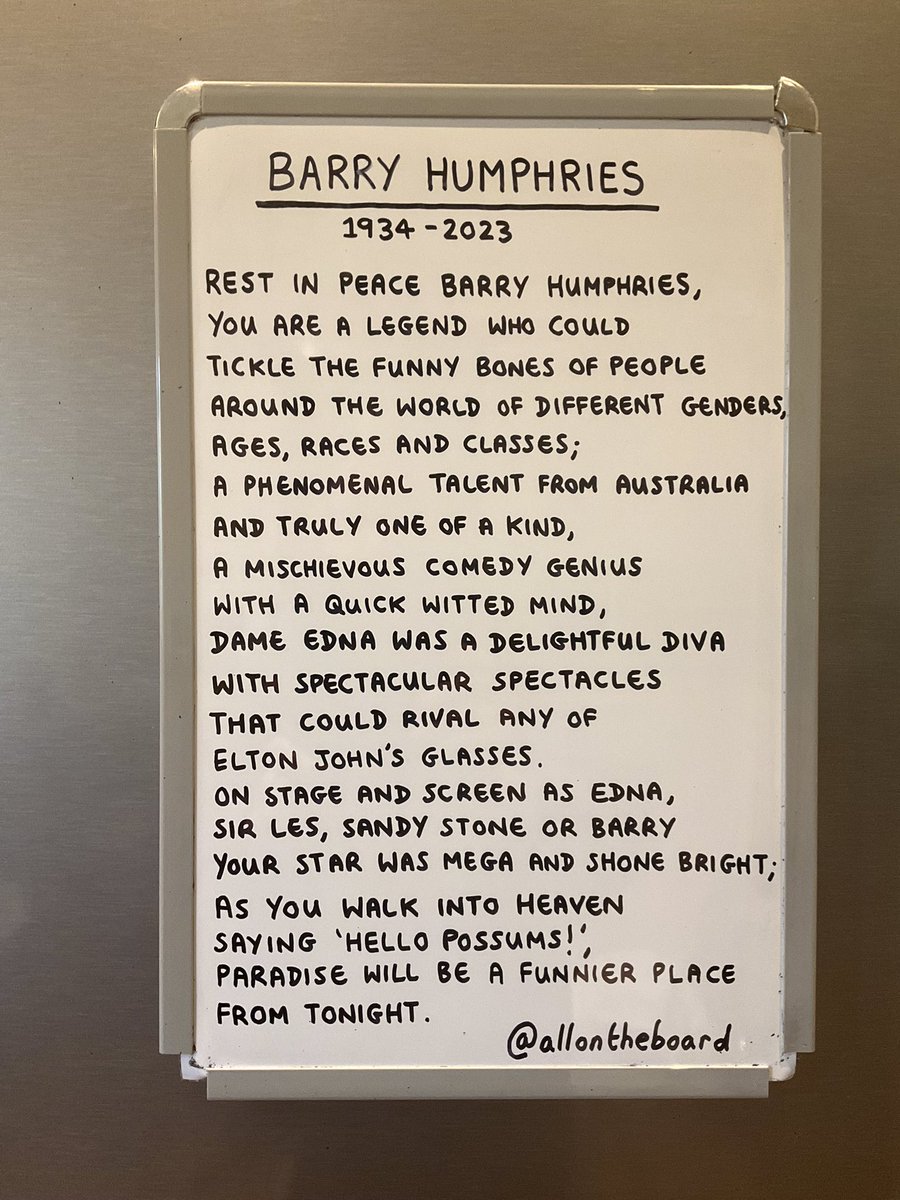 BARRY HUMPHRIES
1934-2023
REST IN PEACE BARRY HUMPHRIES,
YOU ARE A LEGEND WHO COULD
TICKLE THE FUNNY BONES OF PEOPLE
AROUND THE WORLD OF DIFFERENT GENDERS,
AGES, RACES AND CLASSES;
A PHENOMENAL TALENT FROM AUSTRALIA
AND TRULY ONE OF A KIND,
A MISCHIEVOUS COMEDY GENIUS
WITH A QUICK WITTED MIND,
DAME EDNA WAS A DELIGHTFUL DIVA
WITH SPECTACULAR SPECTACLES
THAT COULD RIVAL ANY OF
ELTON JOHN'S GLASSES.
ON STAGE AND SCREEN AS EDNA,
SIR LES, SANDY STONE OR BARRY
YOUR STAR WAS MEGA AND SHONE BRIGHT;
AS YOU WALK INTO HEAVEN
SAYING 'HELLO POSSUMS!',
PARADISE WILL BE A FUNNIER PLACE
FROM TONIGHT.
@allontheboard